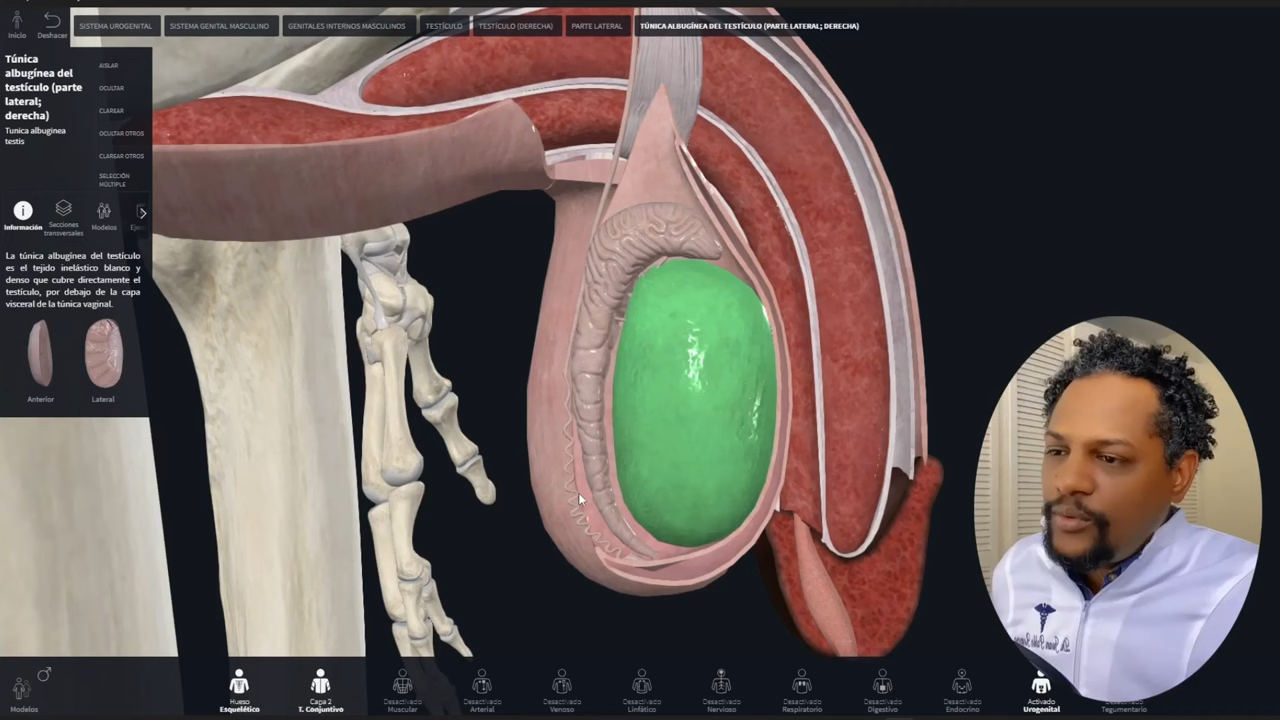 Inicio
Deshacer
SISTEMA UROGENITAL
SISTEMA GENITAL MASCULINO
GENITALES INTERNOS MASCULINOS
TESTÍCULO
TESTÍCULO (DERECHA)
PARTE LATERAL
TÚNICA ALBUGÍNEA DEL TESTÍCULO (PARTE LATERAL; DERECHA)
Túnica
albugínea del
testículo (parte
lateral;
derecha)
Tunica albuginea
testis
AISLAR
OCULTAR
CLAREAR
OCULTAR OTROS
CLAREAR OTROS
SELECCIÓN
MÚLTIPLE
Información
Secciones
transversales
Modelos
La túnica albugínea del testículo
es el tejido inelástico blanco y
denso que cubre directamente el
testículo, por debajo de la capa
visceral de la túnica vaginal.
Anterior
Lateral
Modelos
Hueso
Esquelético
Capa 2
T. Conjuntivo
Desactivado
Muscular
Desactivado
Arterial
Desactivado
Venoso
Desactivado
Linfático
Desactivado
Nervioso
Desactivado
Respiratorio
Desactivado
Digestivo
Desactivado
Endocrino
Activado
Urogenital
Desactivado
Tegumentario